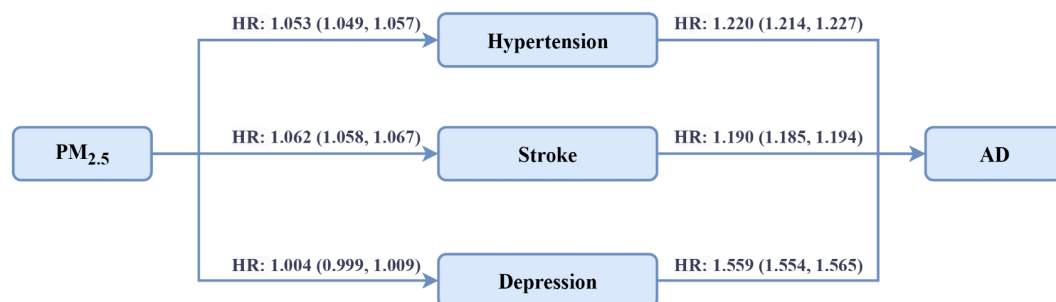 HR: 1.053 (1.049, 1.057)
Hypertension
HR: 1.220 (1.214, 1.227)
PM2.5
HR: 1.062 (1.058, 1.067)
Stroke
HR: 1.190 (1.185, 1.194)
AD
HR: 1.004 (0.999, 1.009)
Depression
HR: 1.559 (1.554, 1.565)